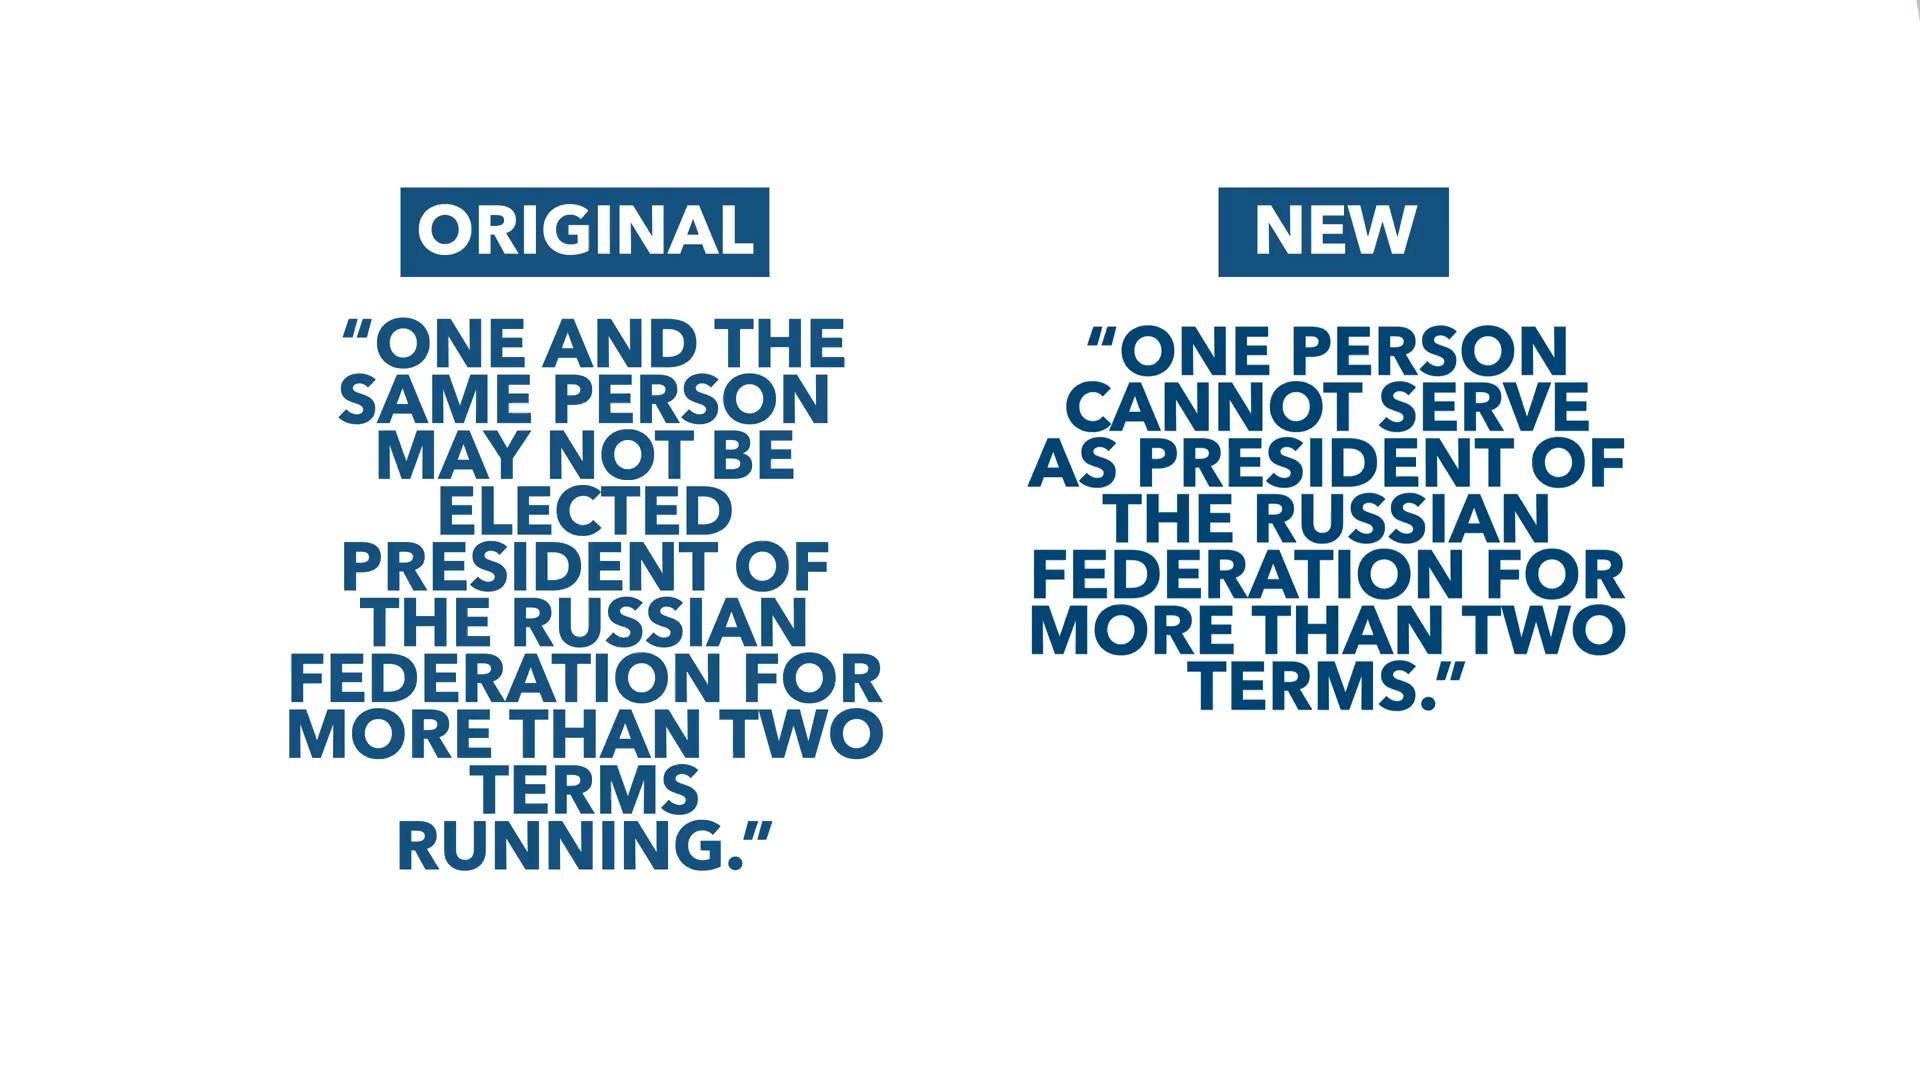 ORIGINAL
“ONE AND THE
SAME PERSON
MAY NOT BE
ELECTED
PRESIDENT OF
THE RUSSIAN
FEDERATION FOR
MORE THAN TWO
TERMS
RUNNING.”
NEW
“ONE PERSON
CANNOT SERVE
AS PRESIDENT OF
THE RUSSIAN
FEDERATION FOR
MORE THAN TWO
TERMS.”